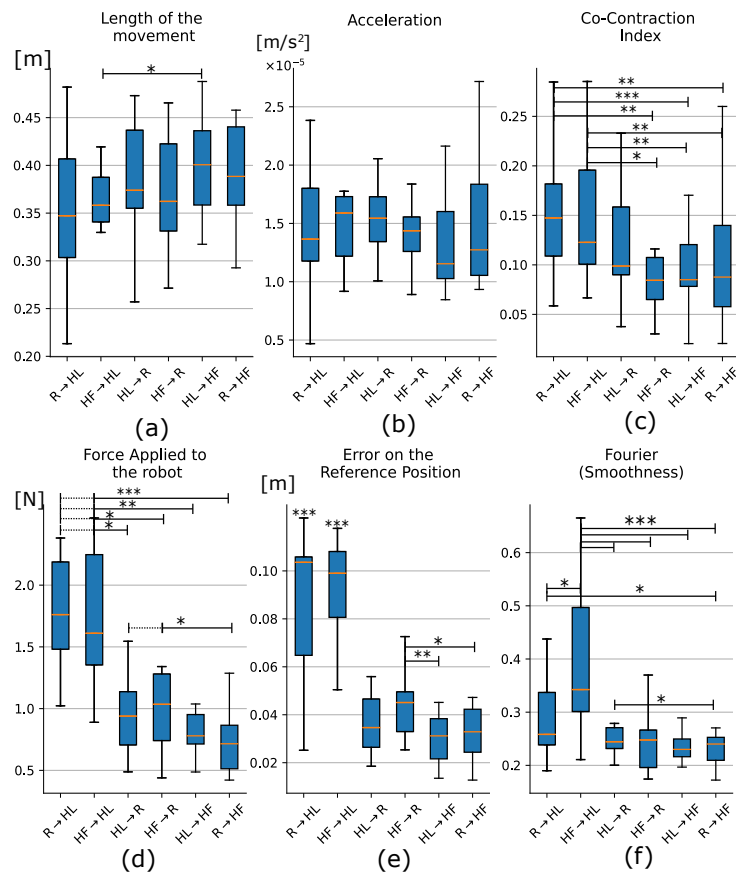 Length of the
movement
Acceleration
Co-Contraction
Index
[m]
[m/s²]
×10⁻⁵
0.45
0.40
0.35
0.30
0.25
0.20
*
2.5
2.0
1.5
1.0
0.5
0.25
0.20
0.15
0.10
0.05
**
***
**
**
**
*
R→HL
HF→HL
HL→R
HF→R
HL→HF
R→HF
R→HL
HF→HL
HL→R
HF→R
HL→HF
R→HF
R→HL
HF→HL
HL→R
HF→R
HL→HF
R→HF
(a)
(b)
(c)
Force Applied to
the robot
Error on the
Reference Position
Fourier
(Smoothness)
[N]
[m]
2.0
1.5
1.0
0.5
***
**
*
*
*
0.10
0.08
0.06
0.04
0.02
***
***
*
**
0.6
0.5
0.4
0.3
0.2
***
*
*
*
R→HL
HF→HL
HL→R
HF→R
HL→HF
R→HF
R→HL
HF→HL
HL→R
HF→R
HL→HF
R→HF
R→HL
HF→HL
HL→R
HF→R
HL→HF
R→HF
(d)
(e)
(f)